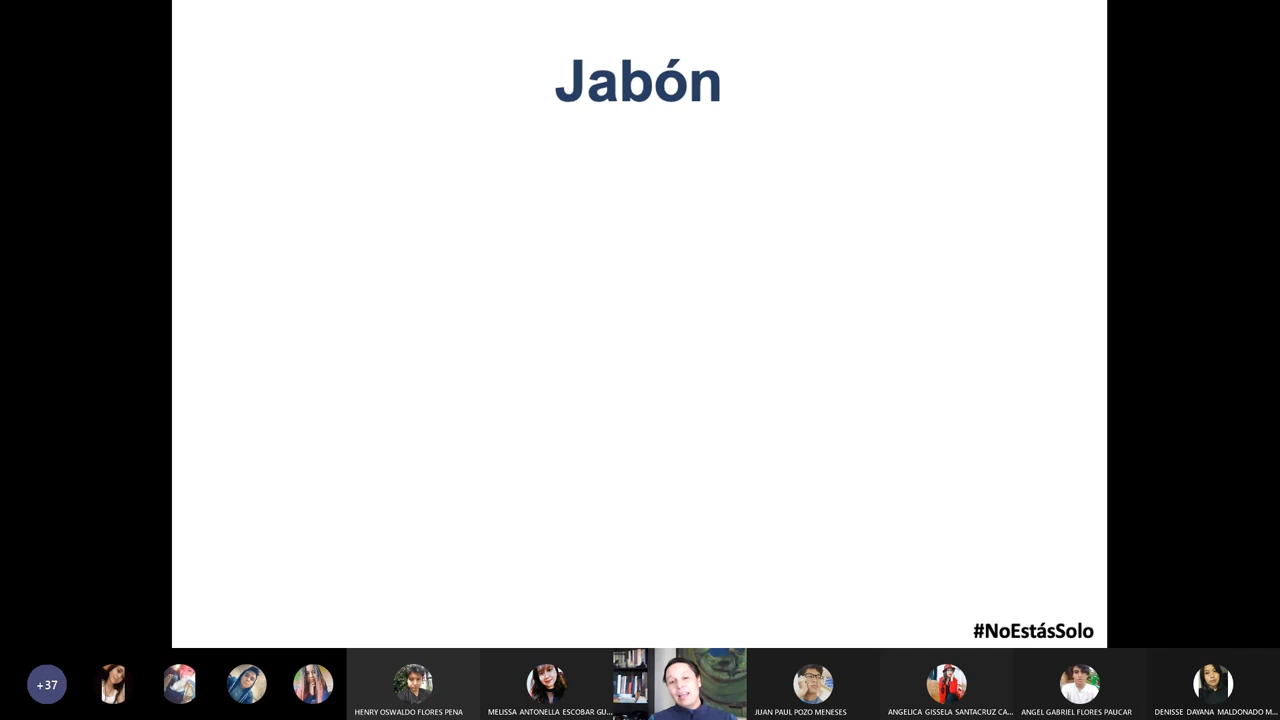 Jabón
#NoEstásSolo
+37
HENRY OSWALDO FLORES PENA
MELISSA ANTONELLA ESCOBAR GU...
JUAN PAUL POZO MENESES
ANGELICA GISSELA SANTACRUZ CA...
ANGEL GABRIEL FLORES PAUCAR
DENISSE DAYANA MALDONADO M...